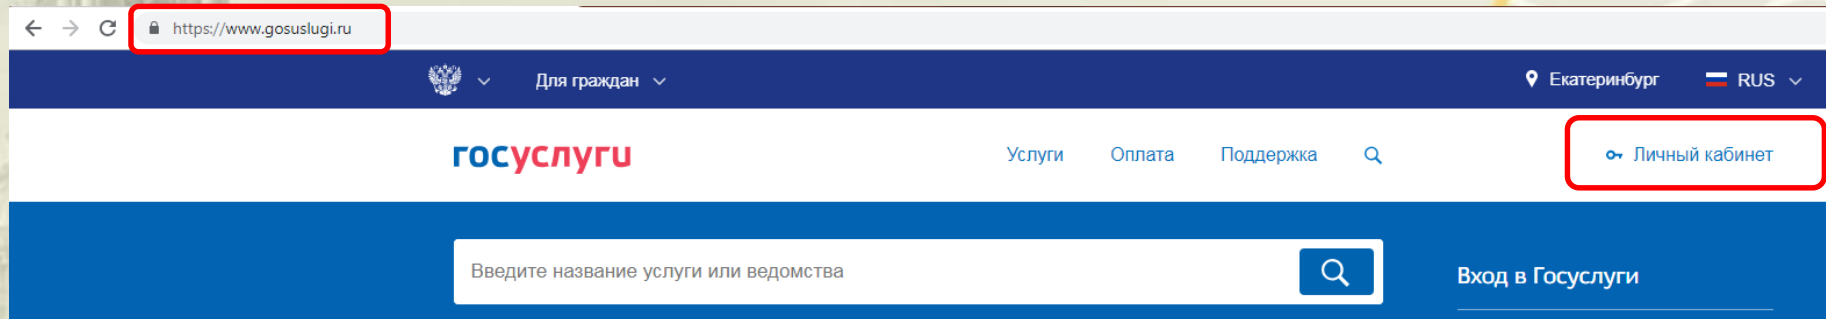 https://www.gosuslugi.ru
Для граждан Екатеринбург RUS
госуслуги Услуги Оплата Поддержка Личный кабинет
Введите название услуги или ведомства
Вход в Госуслуги